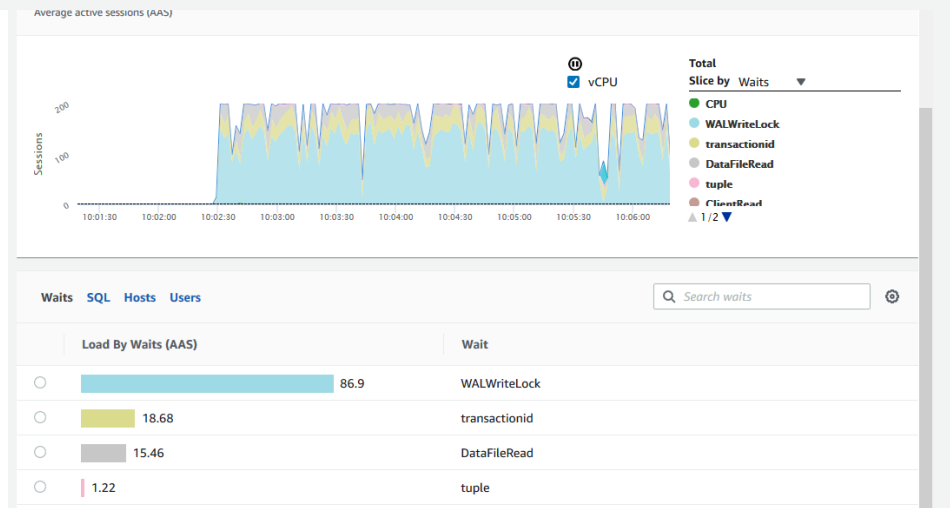 Average active sessions (AAS)
vCPU
Total
Slice by Waits
CPU
WALWriteLock
transactionid
DataFileRead
tuple
ClientRead
1/2
Sessions
200
100
0
10:01:30 10:02:00 10:02:30 10:03:00 10:03:30 10:04:00 10:04:30 10:05:00 10:05:30 10:06:00
Waits SQL Hosts Users
Search waits
Load By Waits (AAS) Wait
86.9 WALWriteLock
18.68 transactionid
15.46 DataFileRead
1.22 tuple